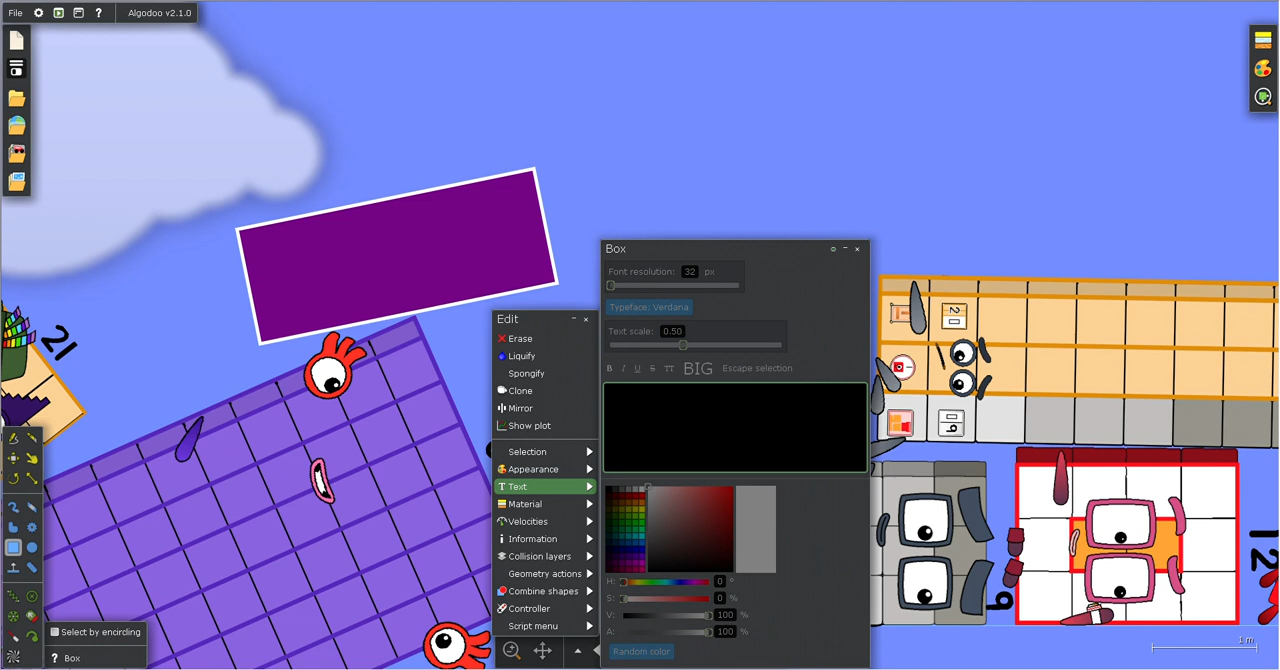 File ? Algodoo v2.1.0
21
Box
Font resolution: 32 px
Typeface: Verdana
Text scale: 0.50
B I U S TT BIG Escape selection
H: 0 °
S: 0 %
V: 100 %
A: 100 %
Random color
Edit
Erase
Liquify
Spongify
Clone
Mirror
Show plot
Selection
Appearance
T Text
Material
Velocities
Information
Collision layers
Geometry actions
Combine shapes
Controller
Script menu
Select by encircling
? Box
9
12
1 m